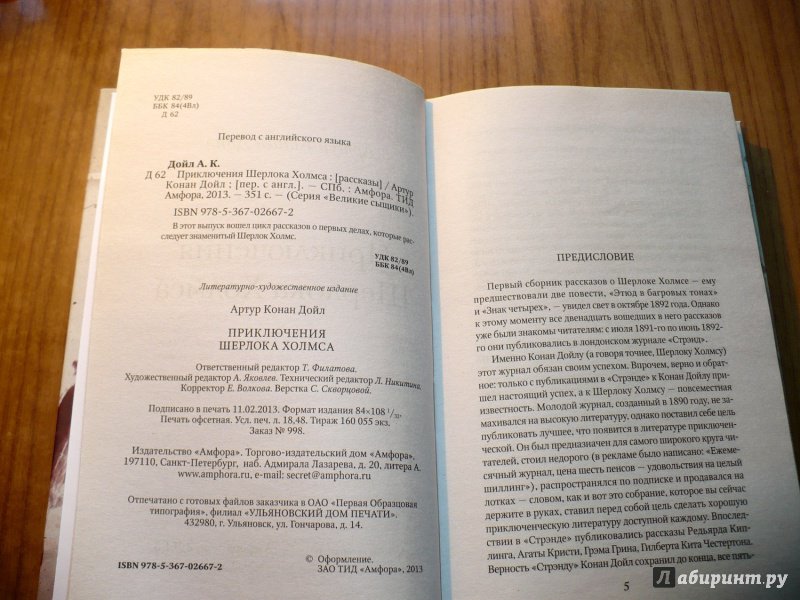 УДК 82/89
ББК 84(4Вл)
Д 62
Перевод с английского языка
Дойл А. К.
Д 62 Приключения Шерлока Холмса : [рассказы] / Артур
Конан Дойл : [пер. с англ.]. — СПб. : Амфора. ТИД
Амфора, 2013. — 351 с. — (Серия «Великие сыщики»).
ISBN 978-5-367-02667-2
В этот выпуск вошел цикл рассказов о первых делах, которые рас-
следует знаменитый Шерлок Холмс.
УДК 82/89
ББК 84(4Вл)
Литературно-художественное издание
Артур Конан Дойл
ПРИКЛЮЧЕНИЯ
ШЕРЛОКА ХОЛМСА
Ответственный редактор Т. Филатова.
Художественный редактор А. Яковлев. Технический редактор Л. Никитина.
Корректор Е. Волкова. Верстка С. Скворцовой.
Подписано в печать 11.02.2013. Формат издания 84×108 1/32.
Печать офсетная. Усл. печ. л. 18,48. Тираж 160 055 экз.
Заказ № 998.
Издательство «Амфора». Торгово-издательский дом «Амфора».
197110, Санкт-Петербург, наб. Адмирала Лазарева, д. 20, литера А.
www.amphora.ru, e-mail: secret@amphora.ru
Отпечатано с готовых файлов заказчика в ОАО «Первая Образцовая
типография», филиал «УЛЬЯНОВСКИЙ ДОМ ПЕЧАТИ».
432980, г. Ульяновск, ул. Гончарова, д. 14.
© Оформление.
ЗАО ТИД «Амфора», 2013
ISBN 978-5-367-02667-2
ПРЕДИСЛОВИЕ
Первый сборник рассказов о Шерлоке Холмсе — ему
предшествовали две повести, «Этюд в багровых тонах»
и «Знак четырех», — увидел свет в октябре 1892 года. Однако
к этому моменту все двенадцать вошедших в него рассказов
были знакомы читателям: с июля 1891-го по июнь 1892-
го они публиковались в лондонском журнале «Стрэнд».
Именно Конан Дойлу (а говоря точнее, Шерлоку Холмсу)
этот журнал обязан своим успехом. Впрочем, верно и обрат-
ное: только с публикациями в «Стрэнде» к Конан Дойлу при-
шел настоящий успех, а к Шерлоку Холмсу — повсеместная
известность. Молодой журнал, созданный в 1890 году, не за-
махивался на высокую литературу, однако поставил себе цель
публиковать лучшее, что появится в литературе приключен-
ческой. Он был предназначен для самого широкого круга чи-
тателей, стоил недорого (в рекламе было написано: «Ежеме-
сячный журнал, цена шесть пенсов — удовольствия на целый
шиллинг»), распространялся по подписке и продавался на
лотках — словом, как и вот это собрание, которое вы сейчас
держите в руках, ставил перед собой цель сделать хорошую
приключенческую литературу доступной каждому. Впослед-
ствии в «Стрэнде» публиковались рассказы Редьярда Кип-
линга, Агаты Кристи, Грэма Грина, Гилберта Кита Честертона.
Верность «Стрэнду» Конан Дойл сохранил до конца, все пять-
5
Лабиринт.ру